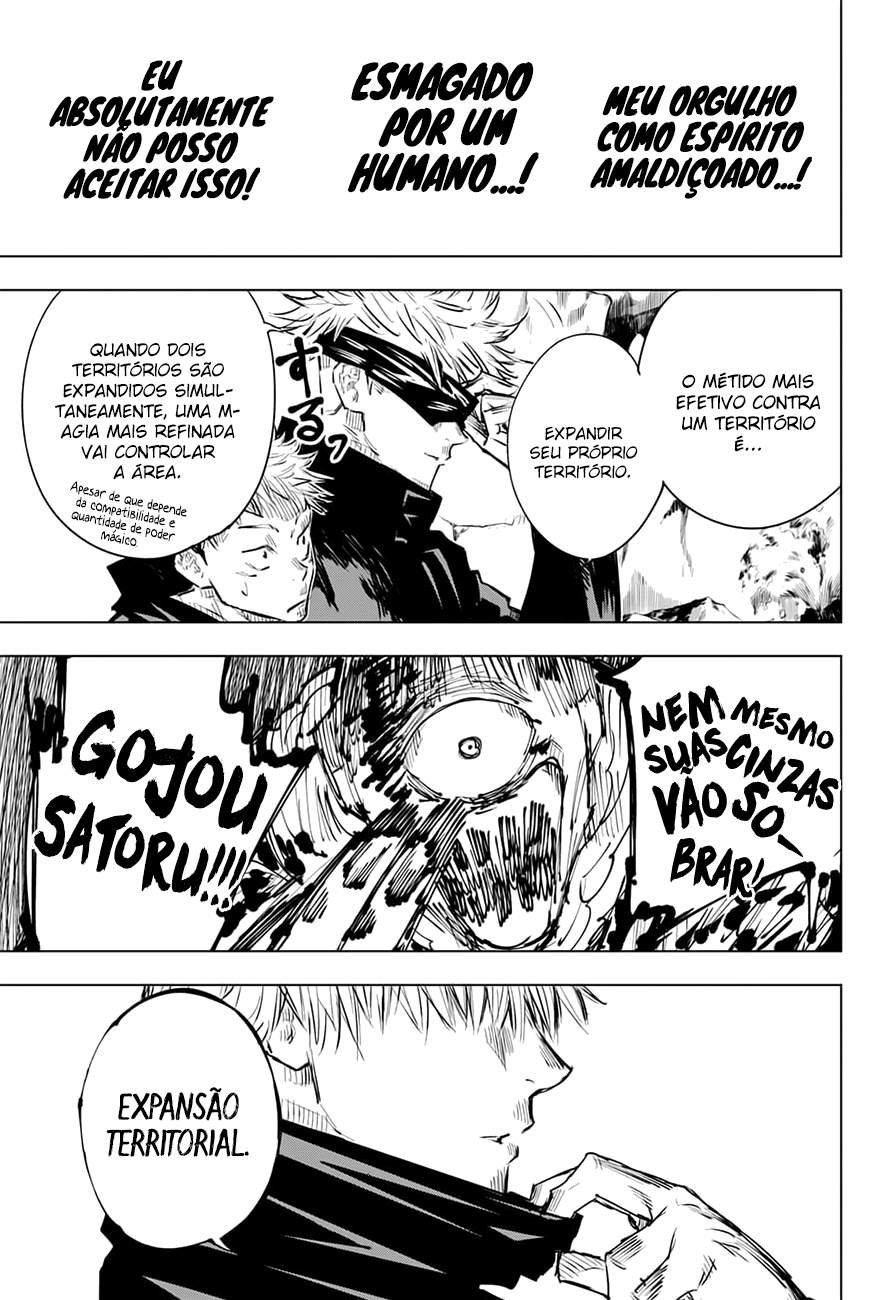 MEU ORGULHO
COMO ESPÍRITO
AMALDIÇOADO...!
ESMAGADO
POR UM
HUMANO...!
EU
ABSOLUTAMENTE
NÃO POSSO
ACEITAR ISSO!
O MÉTIDO MAIS
EFETIVO CONTRA
UM TERRITÓRIO
É...
EXPANDIR
SEU PRÓPRIO
TERRITÓRIO.
するっ
QUANDO DOIS
TERRITÓRIOS SÃO
EXPANDIDOS SIMUL-
TANEAMENTE, UMA M-
AGIA MAIS REFINADA
VAI CONTROLAR
A ÁREA.
Apesar de que depende
da compatibilidade e
Quantidade de poder
mágico.
NEM MESMO
SUAS CINZAS
VÃO SO-
BRAR!
GOJOU
SATORU!!!
EXPANSÃO
TERRITORIAL.